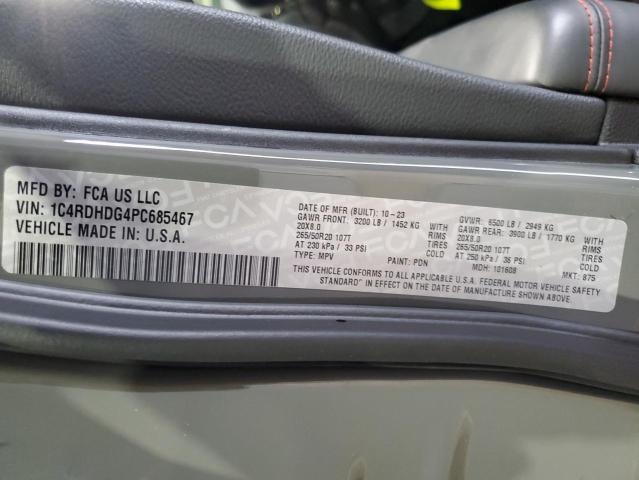 MFD BY: FCA US LLC
VIN: 1C4RDHDG4PC685467
VEHICLE MADE IN: U.S.A.
DATE OF MFR (BUILT): 10-23
GAWR FRONT: 3200 LB / 1452 KG WITH
20X8.0 RIMS
265/50R20 107T TIRES
AT 230 kPa / 33 PSI COLD
TYPE: MPV PAINT: PDN
GVWR: 6500 LB / 2949 KG
GAWR REAR: 3900 LB / 1770 KG WITH
20X8.0 RIMS
265/50R20 107T TIRES
AT 250 kPa / 36 PSI COLD
MDH: 101608 MKT: 875
THIS VEHICLE CONFORMS TO ALL APPLICABLE U.S.A. FEDERAL MOTOR VEHICLE SAFETY
STANDARD* IN EFFECT ON THE DATE OF MANUFACTURE SHOWN ABOVE.